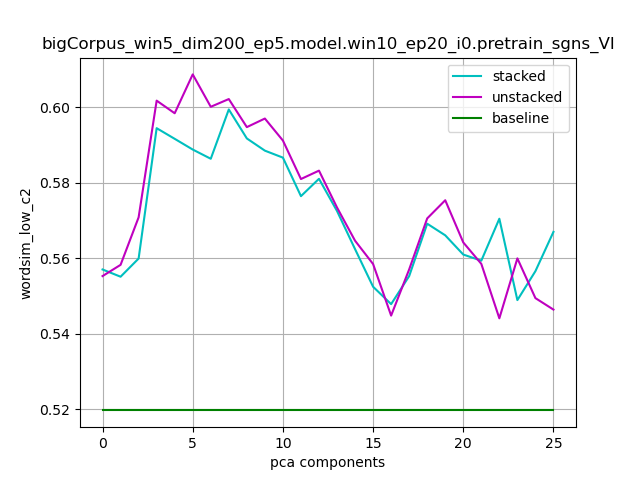 bigCorpus_win5_dim200_ep5.model.win10_ep20_i0.pretrain_sgns_VI
stacked
unstacked
baseline
wordsim_low_c2
0.60
0.58
0.56
0.54
0.52
0
5
10
15
20
25
pca components